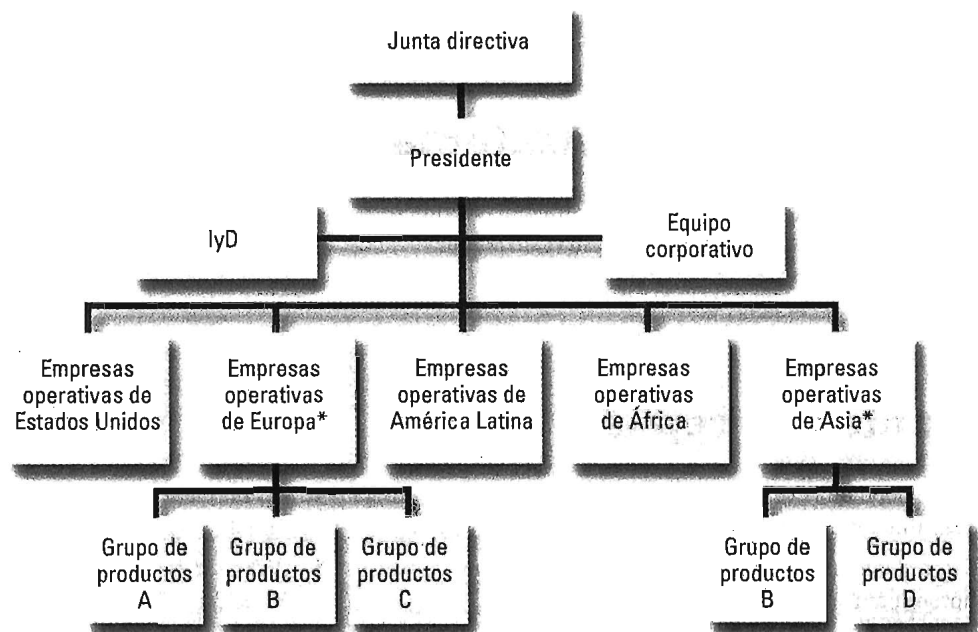 Junta directiva
Presidente
IyD
Equipo
corporativo
Empresas
operativas de
Estados Unidos
Empresas
operativas
de Europa*
Empresas
operativas de
América Latina
Empresas
operativas
de África
Empresas
operativas
de Asia*
Grupo de
productos
A
Grupo de
productos
B
Grupo de
productos
C
Grupo de
productos
B
Grupo de
productos
D